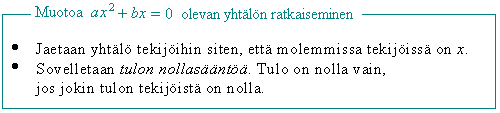 Muotoa ax² + bx = 0 olevan yhtälön ratkaiseminen
• Jaetaan yhtälö tekijöihin siten, että molemmissa tekijöissä on x.
• Sovelletaan tulon nollasääntöä. Tulo on nolla vain,
jos jokin tulon tekijöistä on nolla.